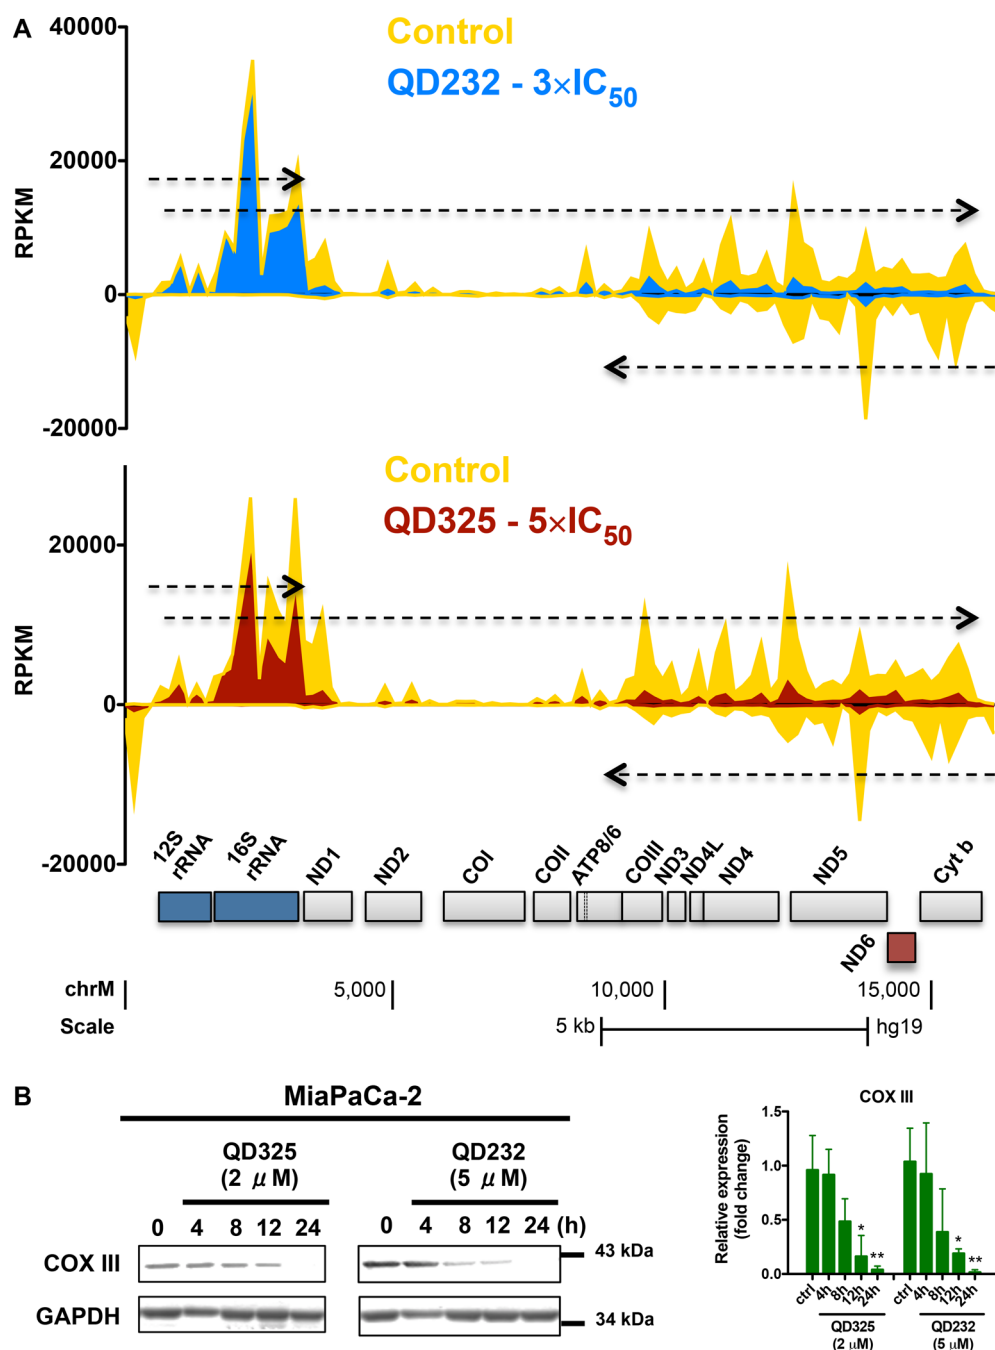 A
40000
Control
QD232 - 3×IC50
20000
RPKM
0
-20000
Control
QD325 - 5×IC50
20000
RPKM
0
-20000
12S rRNA
16S rRNA
ND1
ND2
COI
COII
ATP8/6
COIII
ND3
ND4L
ND4
ND5
Cyt b
ND6
chrM
5,000
10,000
15,000
Scale
5 kb
hg19
B
MiaPaCa-2
QD325
(2 μM)
QD232
(5 μM)
0 4 8 12 24
0 4 8 12 24 (h)
COX III
43 kDa
GAPDH
34 kDa
COX III
Relative expression
(fold change)
1.5
1.0
0.5
0.0
*
**
*
**
ctrl 4h 8h 12h 24h
ctrl 4h 8h 12h 24h
QD325
(2 μM)
QD232
(5 μM)